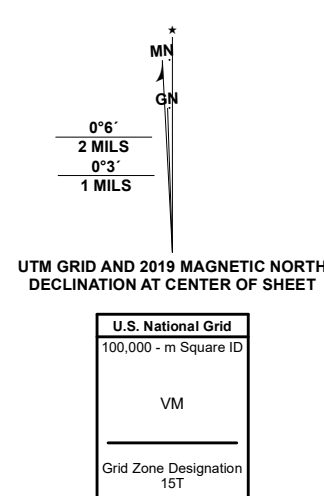 ★
MN
GN
0°6´
2 MILS
0°3´
1 MILS
UTM GRID AND 2019 MAGNETIC NORTH
DECLINATION AT CENTER OF SHEET
U.S. National Grid
100,000 - m Square ID
VM
Grid Zone Designation
15T